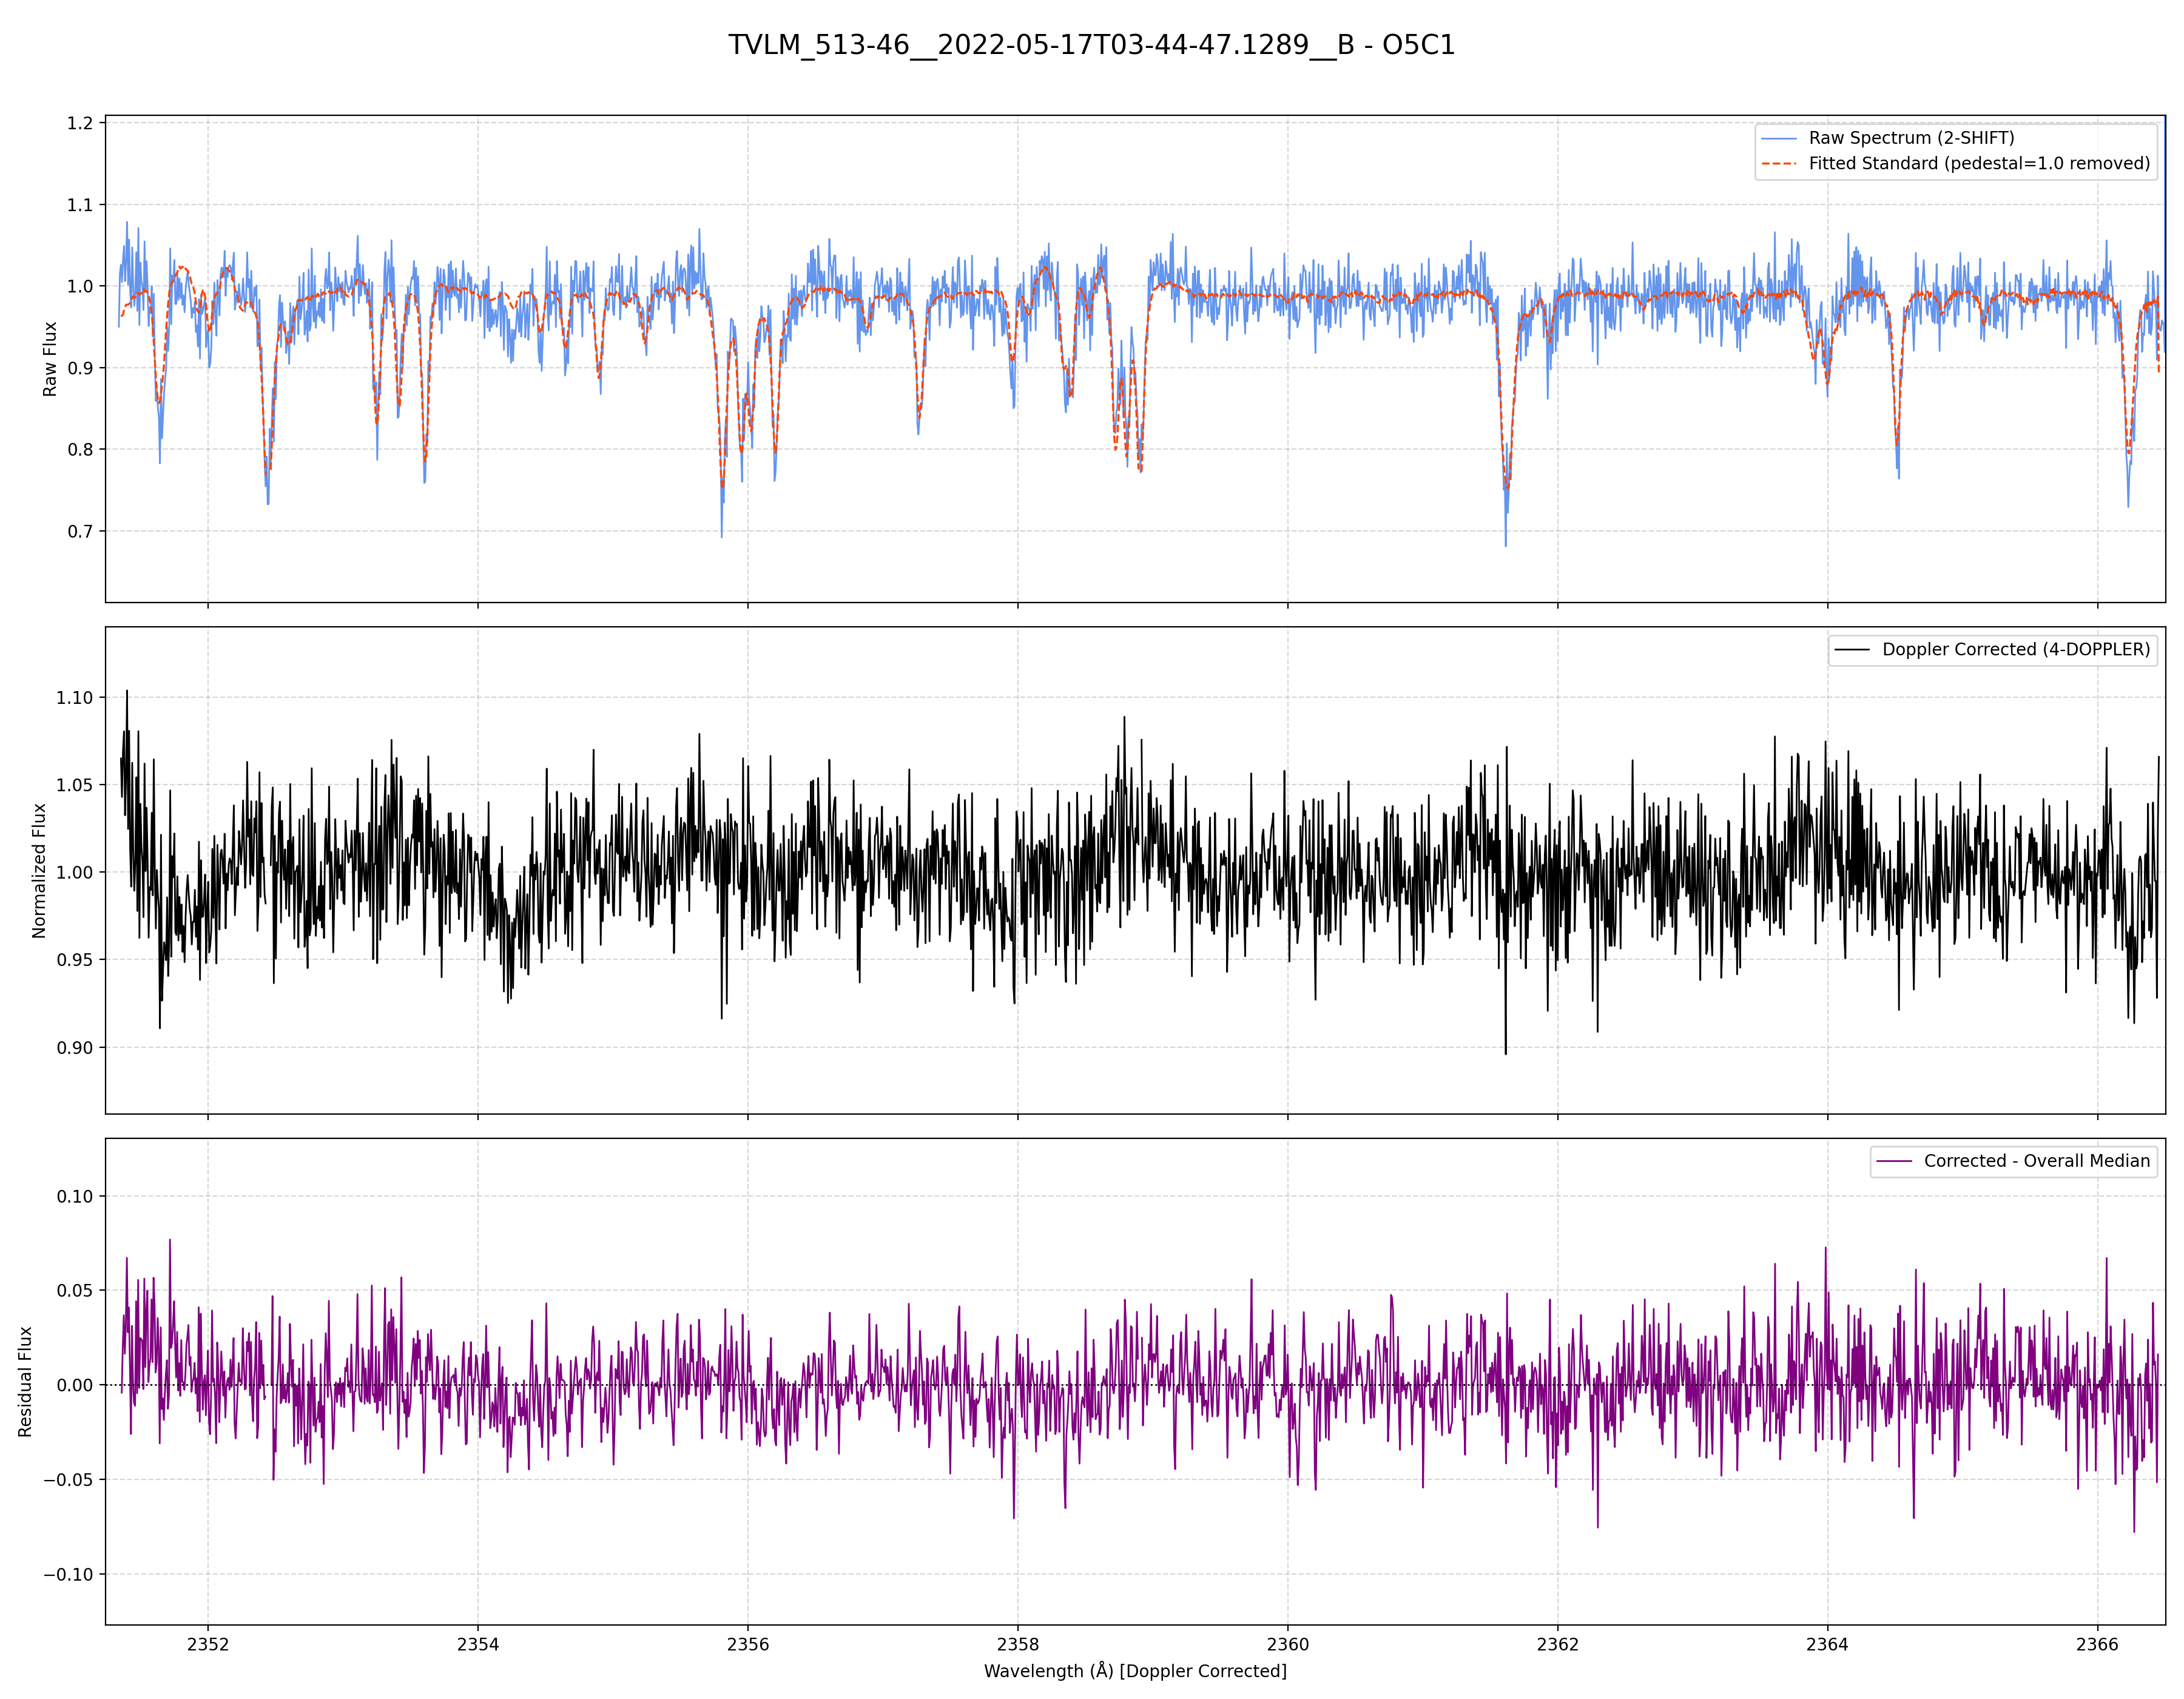 TVLM_513-46__2022-05-17T03-44-47.1289__B - O5C1
Raw Spectrum (2-SHIFT)
Fitted Standard (pedestal=1.0 removed)
Raw Flux
1.2
1.1
1.0
0.9
0.8
0.7
Doppler Corrected (4-DOPPLER)
Normalized Flux
1.10
1.05
1.00
0.95
0.90
Corrected - Overall Median
Residual Flux
0.10
0.05
0.00
−0.05
−0.10
2352 2354 2356 2358 2360 2362 2364 2366
Wavelength (Å) [Doppler Corrected]